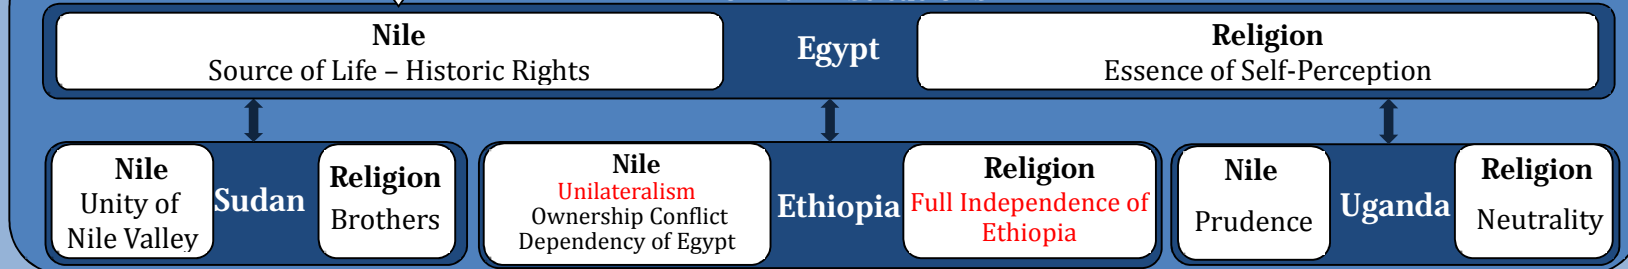 Nile
Source of Life – Historic Rights
Egypt
Religion
Essence of Self-Perception
Nile
Unity of
Nile Valley
Sudan
Religion
Brothers
Nile
Unilateralism
Ownership Conflict
Dependency of Egypt
Ethiopia
Religion
Full Independence of
Ethiopia
Nile
Prudence
Uganda
Religion
Neutrality